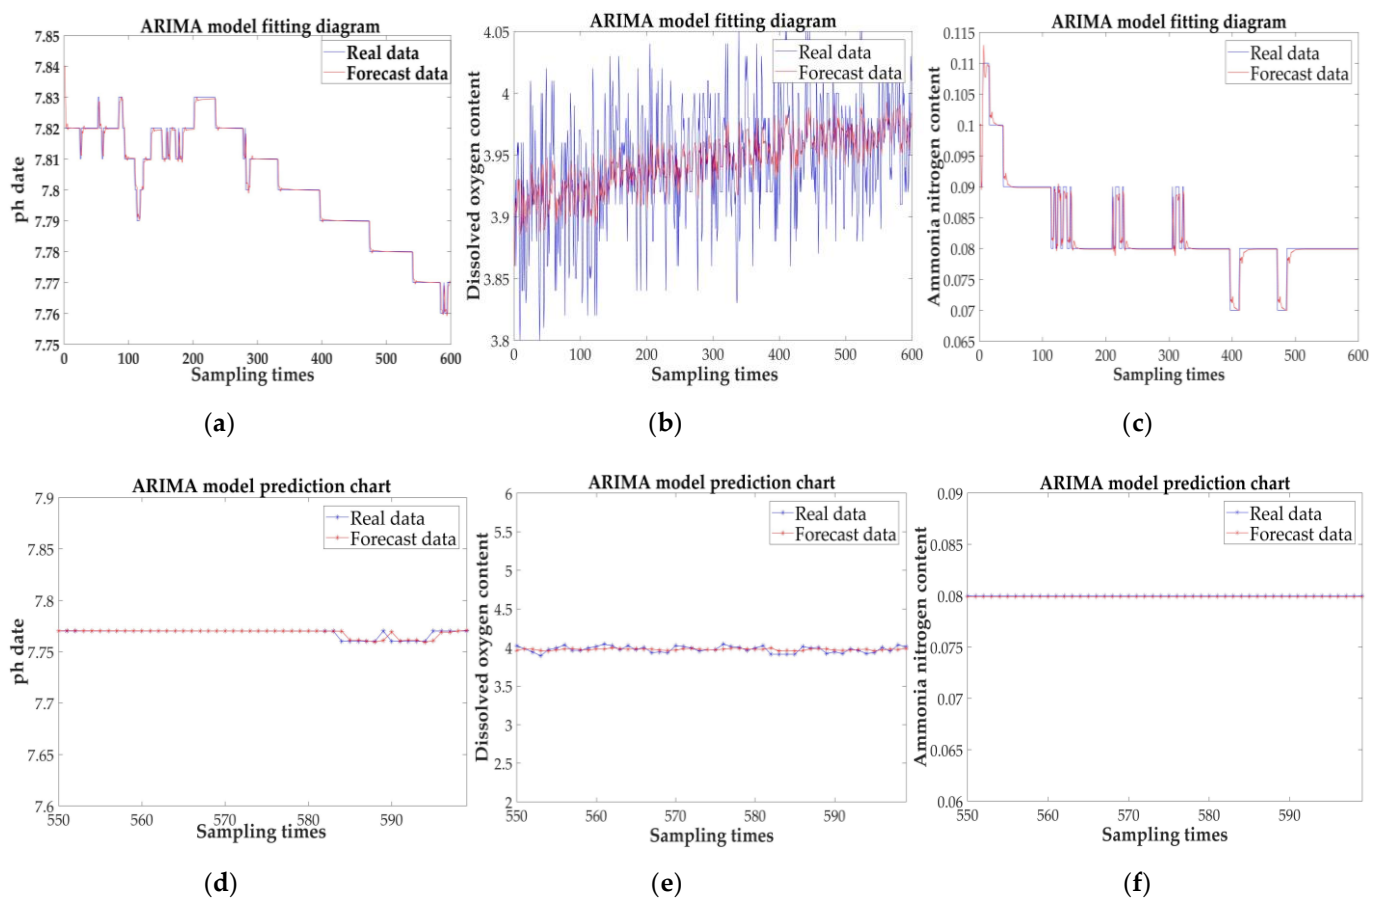 ARIMA model fitting diagram
7.85
7.84
7.83
7.82
7.81
7.8
7.79
7.78
7.77
7.76
7.75
ph date
Real data
Forecast data
0
100
200
300
400
500
600
Sampling times
(a)
ARIMA model fitting diagram
4.05
4
3.95
3.9
3.85
3.8
Dissolved oxygen content
Real data
Forecast data
0
100
200
300
400
500
600
Sampling times
(b)
ARIMA model fitting diagram
0.115
0.11
0.105
0.1
0.095
0.09
0.085
0.08
0.075
0.07
0.065
Ammonia nitrogen content
Real data
Forecast data
0
100
200
300
400
500
600
Sampling times
(c)
ARIMA model prediction chart
7.9
7.85
7.8
7.75
7.7
7.65
7.6
ph date
Real data
Forecast data
550
560
570
580
590
Sampling times
(d)
ARIMA model prediction chart
6
5.5
5
4.5
4
3.5
3
2.5
2
Dissolved oxygen content
Real data
Forecast data
550
560
570
580
590
Sampling times
(e)
ARIMA model prediction chart
0.09
0.085
0.08
0.075
0.07
0.065
0.06
Ammonia nitrogen content
Real data
Forecast data
550
560
570
580
590
Sampling times
(f)